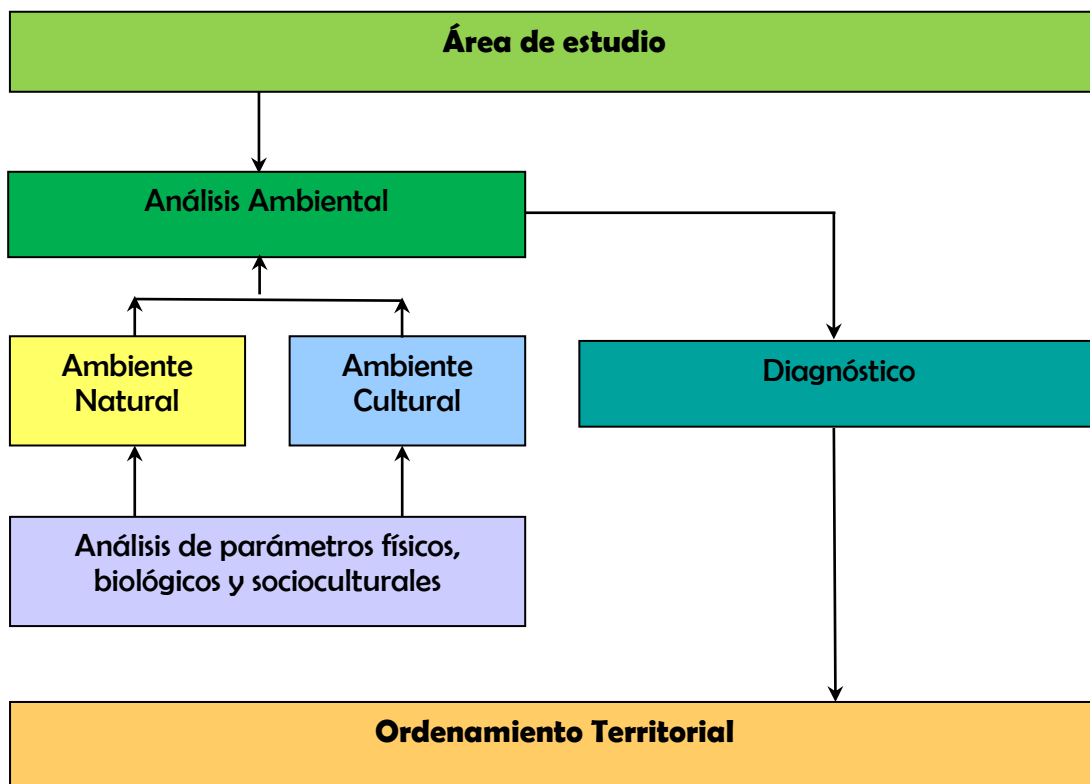 Área de estudio
Análisis Ambiental
Ambiente
Natural
Ambiente
Cultural
Diagnóstico
Análisis de parámetros físicos,
biológicos y socioculturales
Ordenamiento Territorial